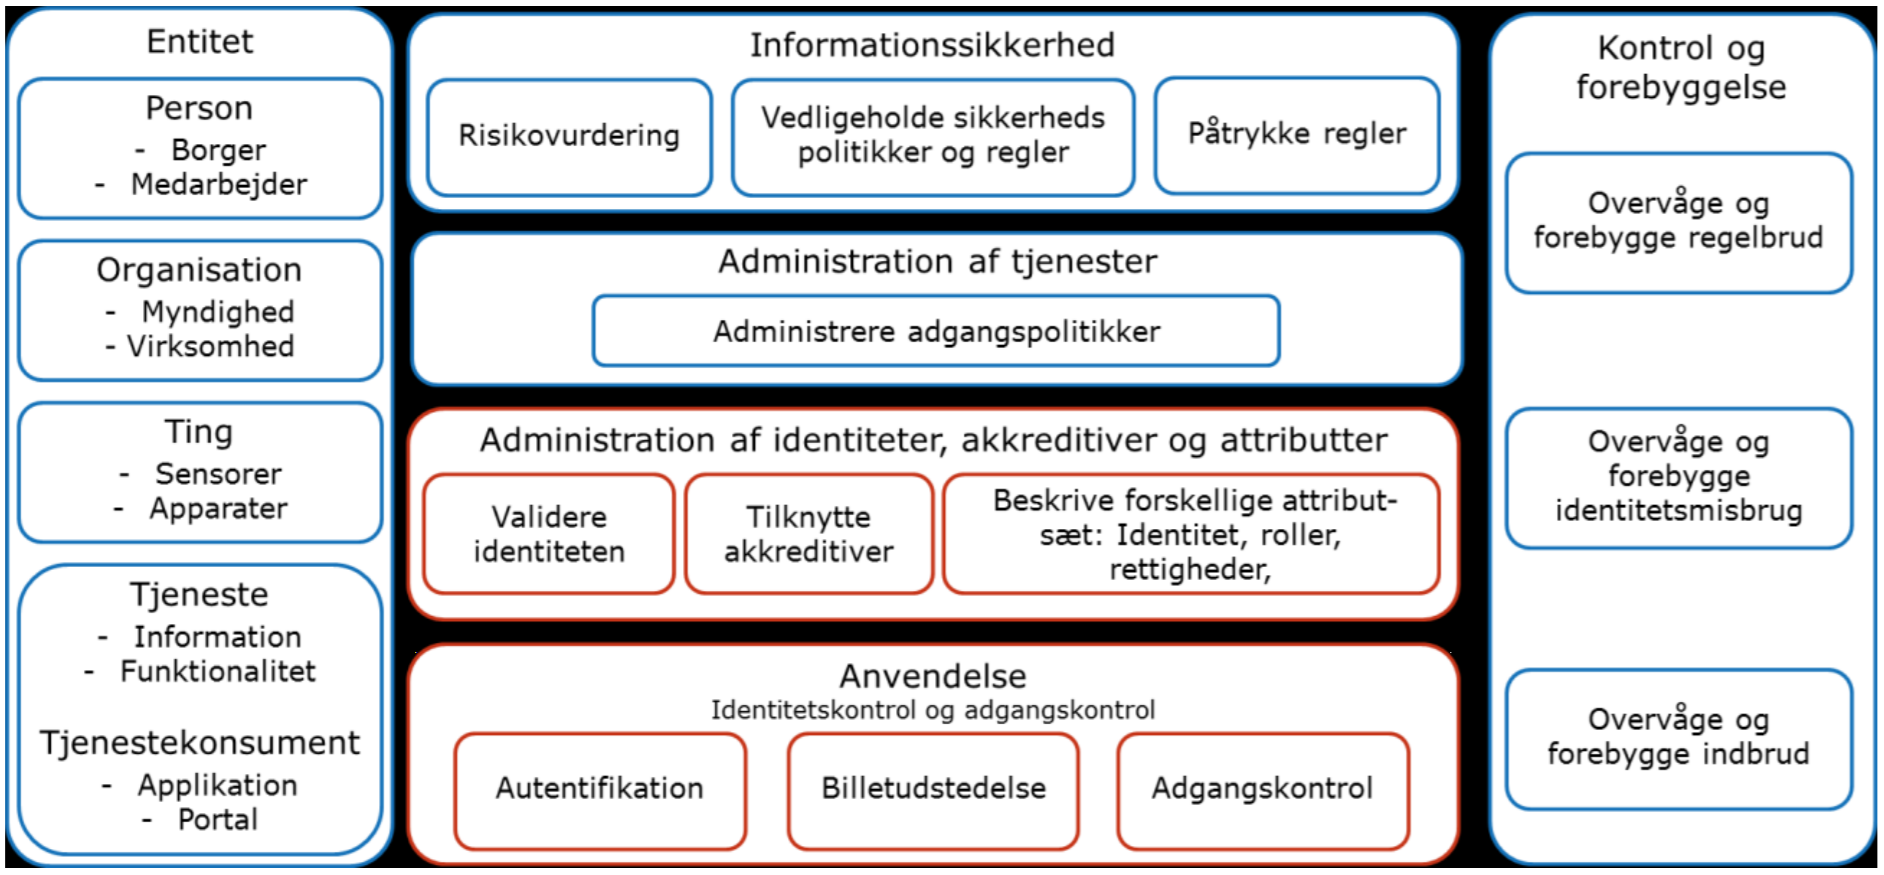 Entitet
Person
- Borger
- Medarbejder
Organisation
- Myndighed
- Virksomhed
Ting
- Sensorer
- Apparater
Tjeneste
- Information
- Funktionalitet
Tjenestekonsument
- Applikation
- Portal
Informationssikkerhed
Risikovurdering
Vedligeholde sikkerheds
politikker og regler
Påtrykke regler
Administration af tjenester
Administrere adgangspolitikker
Administration af identiteter, akkreditiver og attributter
Validere
identiteten
Tilknytte
akkreditiver
Beskrive forskellige attribut-
sæt: Identitet, roller,
rettigheder,
Anvendelse
Identitetskontrol og adgangskontrol
Autentifikation
Billetudstedelse
Adgangskontrol
Kontrol og
forebyggelse
Overvåge og
forebygge regelbrud
Overvåge og
forebygge
identitetsmisbrug
Overvåge og
forebygge indbrud